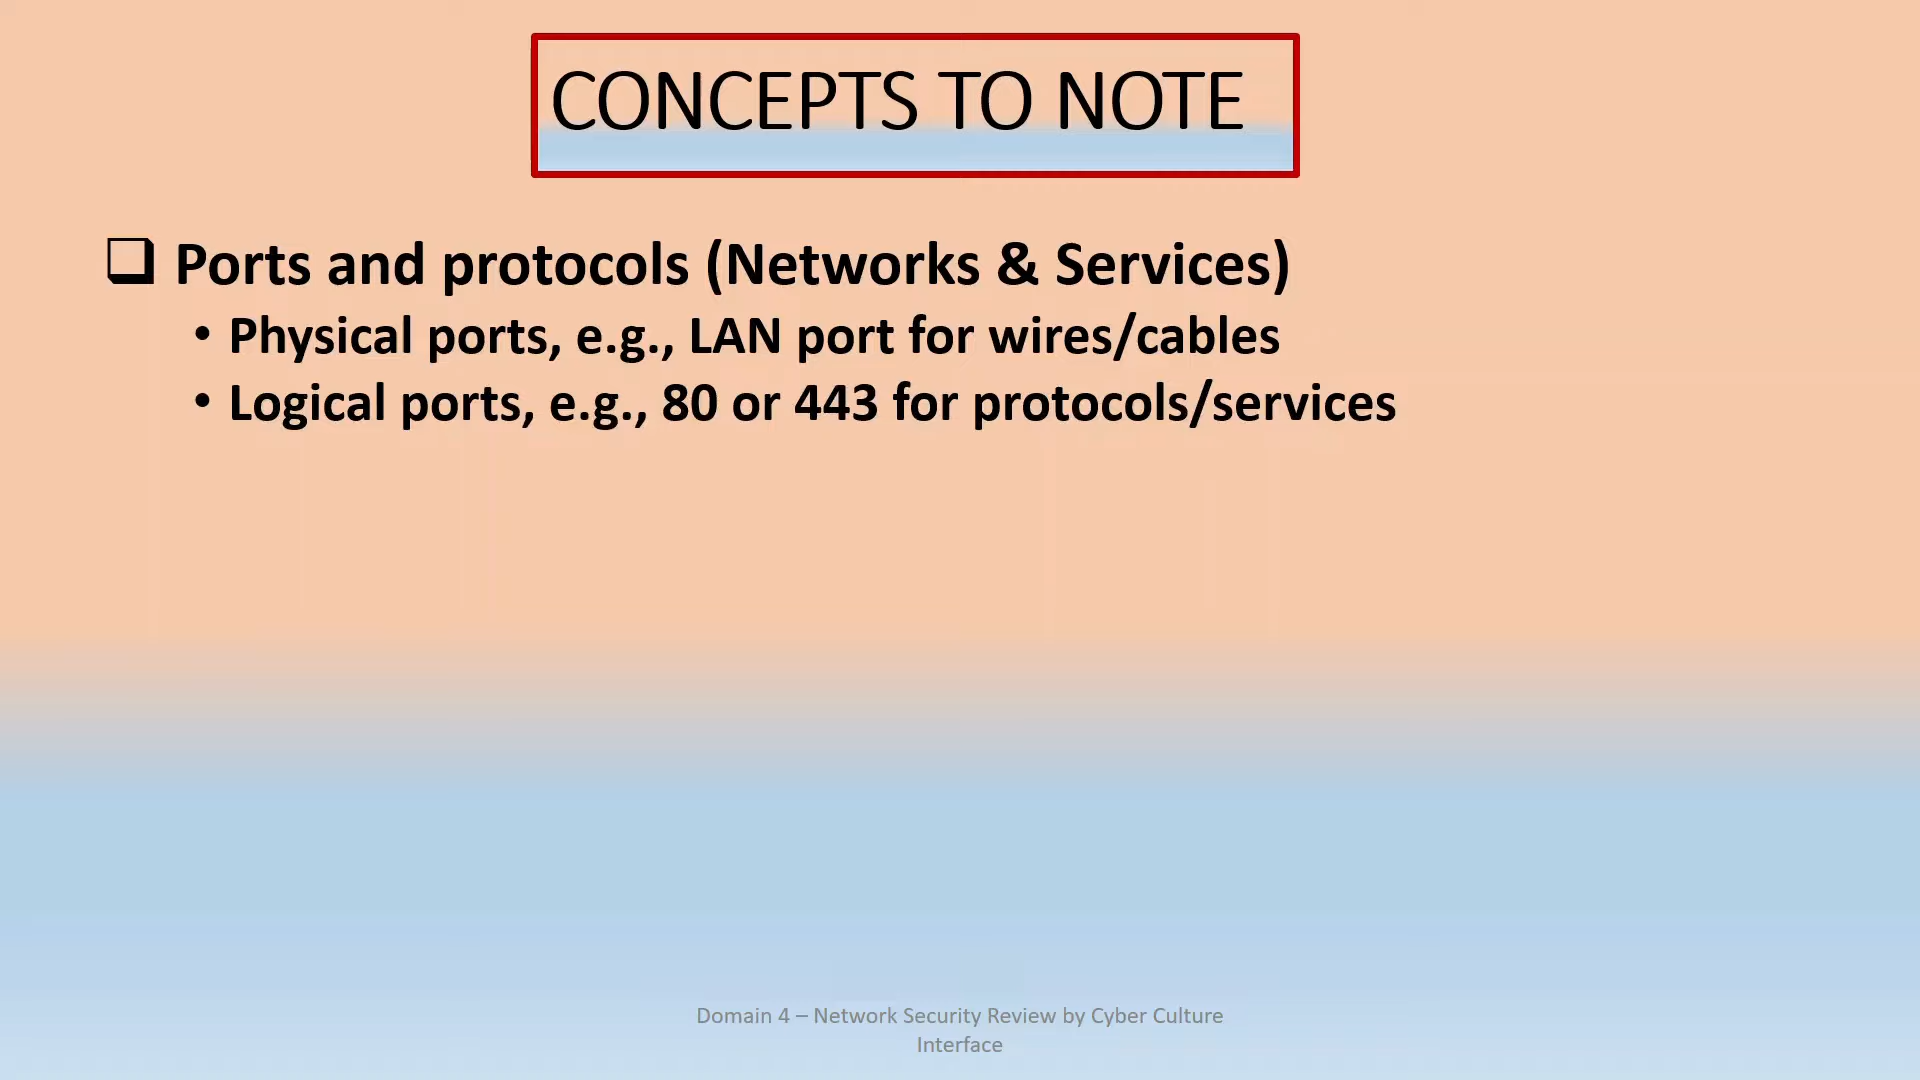 CONCEPTS TO NOTE
❑ Ports and protocols (Networks & Services)
• Physical ports, e.g., LAN port for wires/cables
• Logical ports, e.g., 80 or 443 for protocols/services
Domain 4 – Network Security Review by Cyber Culture
Interface